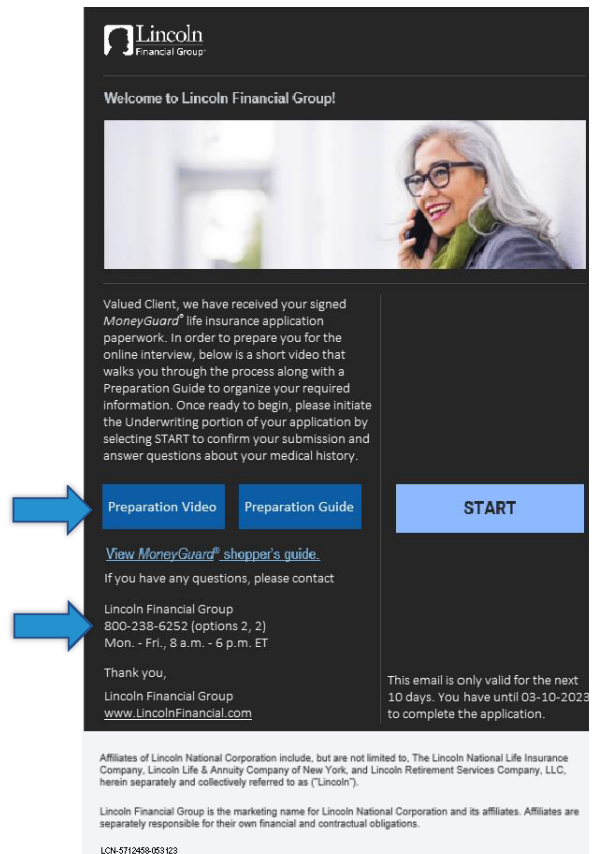 Lincoln
Financial Group®
Welcome to Lincoln Financial Group!
Valued Client, we have received your signed
MoneyGuard® life insurance application
paperwork. In order to prepare you for the
online interview, below is a short video that
walks you through the process along with a
Preparation Guide to organize your required
information. Once ready to begin, please initiate
the Underwriting portion of your application by
selecting START to confirm your submission and
answer questions about your medical history.
Preparation Video
Preparation Guide
START
View MoneyGuard® shopper's guide.
If you have any questions, please contact
Lincoln Financial Group
800-238-6252 (options 2, 2)
Mon. - Fri., 8 a.m. - 6 p.m. ET
Thank you,
Lincoln Financial Group
www.LincolnFinancial.com
This email is only valid for the next
10 days. You have until 03-10-2023
to complete the application.
Affiliates of Lincoln National Corporation include, but are not limited to, The Lincoln National Life Insurance
Company, Lincoln Life & Annuity Company of New York, and Lincoln Retirement Services Company, LLC,
herein separately and collectively referred to as ("Lincoln").
Lincoln Financial Group is the marketing name for Lincoln National Corporation and its affiliates. Affiliates are
separately responsible for their own financial and contractual obligations.
LCN-5712458-053123